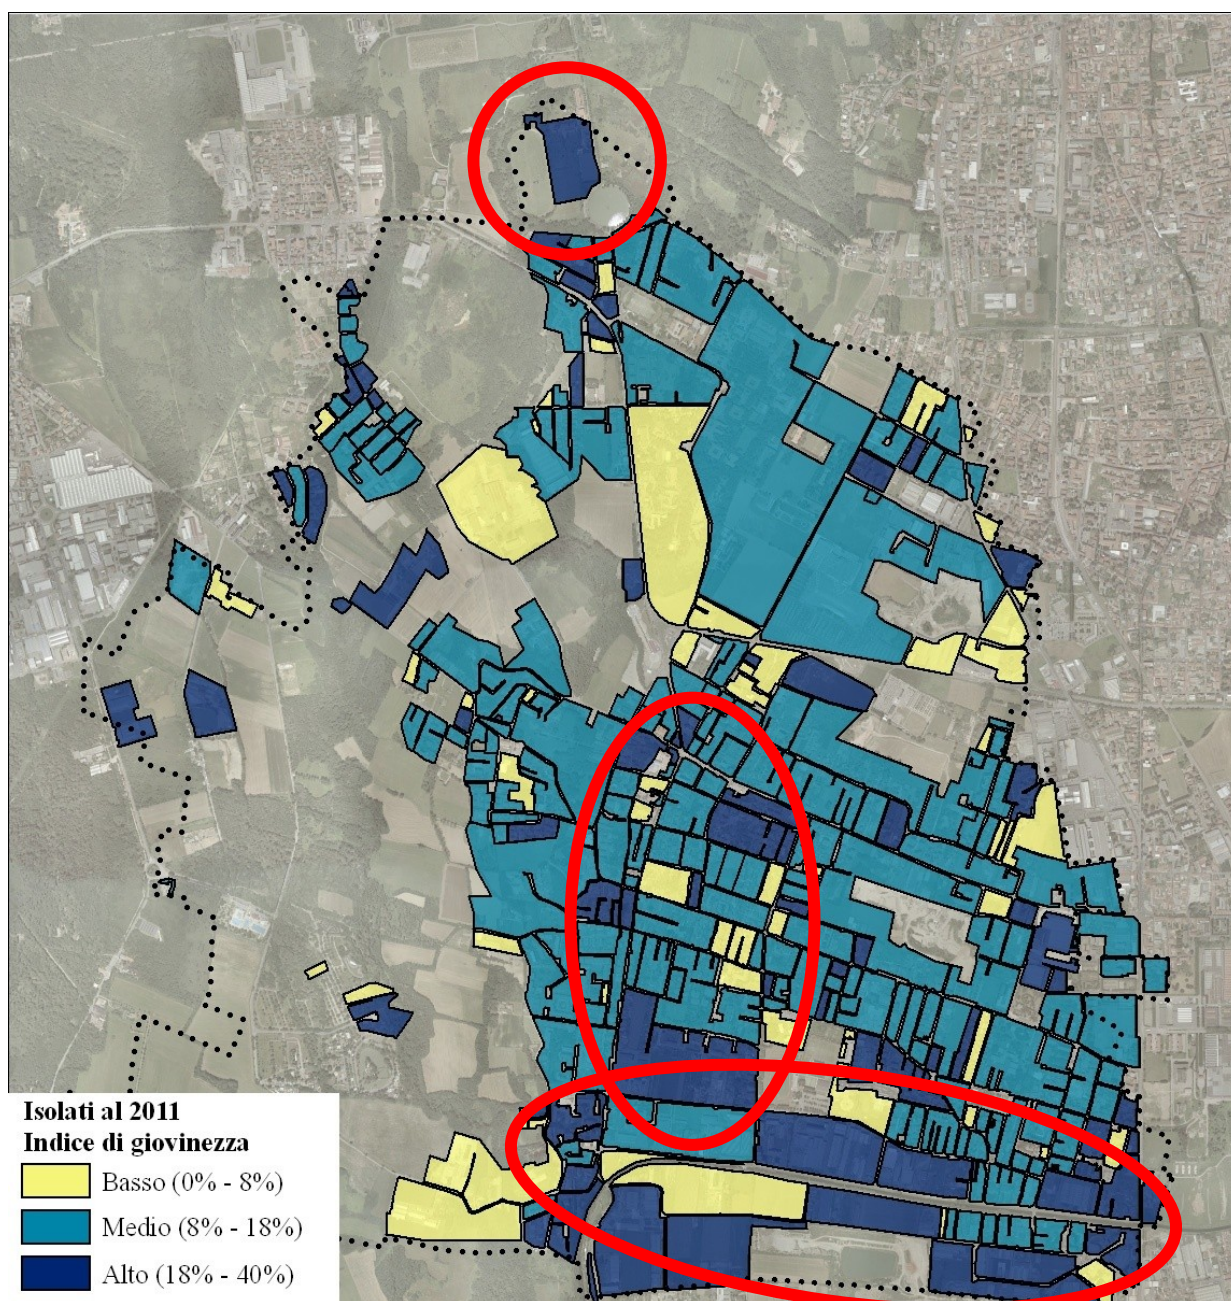 Isolati al 2011
Indice di giovinezza
Basso (0% - 8%)
Medio (8% - 18%)
Alto (18% - 40%)